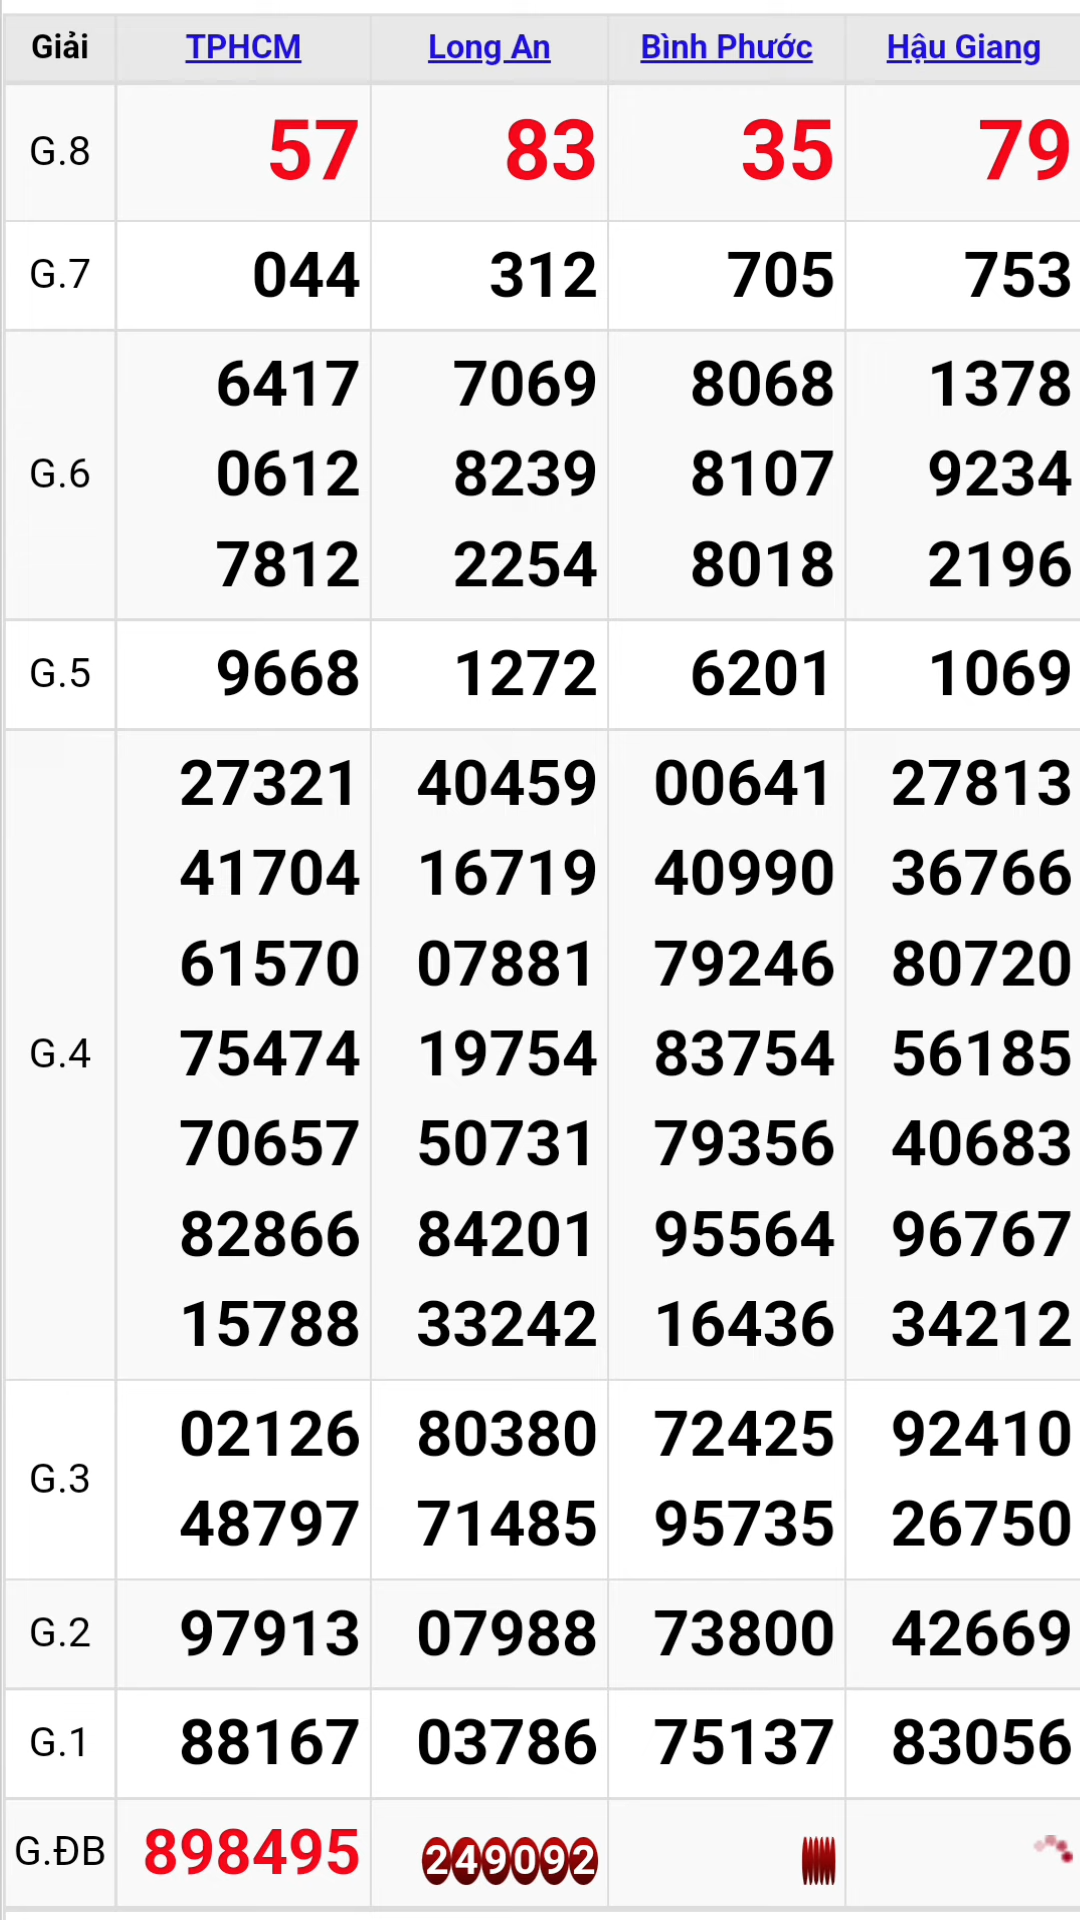 Giải TPHCM Long An Bình Phước Hậu Giang
G.8 57 83 35 79
G.7 044 312 705 753
6417 7069 8068 1378
G.6 0612 8239 8107 9234
7812 2254 8018 2196
G.5 9668 1272 6201 1069
27321 40459 00641 27813
41704 16719 40990 36766
61570 07881 79246 80720
G.4 75474 19754 83754 56185
70657 50731 79356 40683
82866 84201 95564 96767
15788 33242 16436 34212
G.3 02126 80380 72425 92410
48797 71485 95735 26750
G.2 97913 07988 73800 42669
G.1 88167 03786 75137 83056
G.ĐB 898495 249092